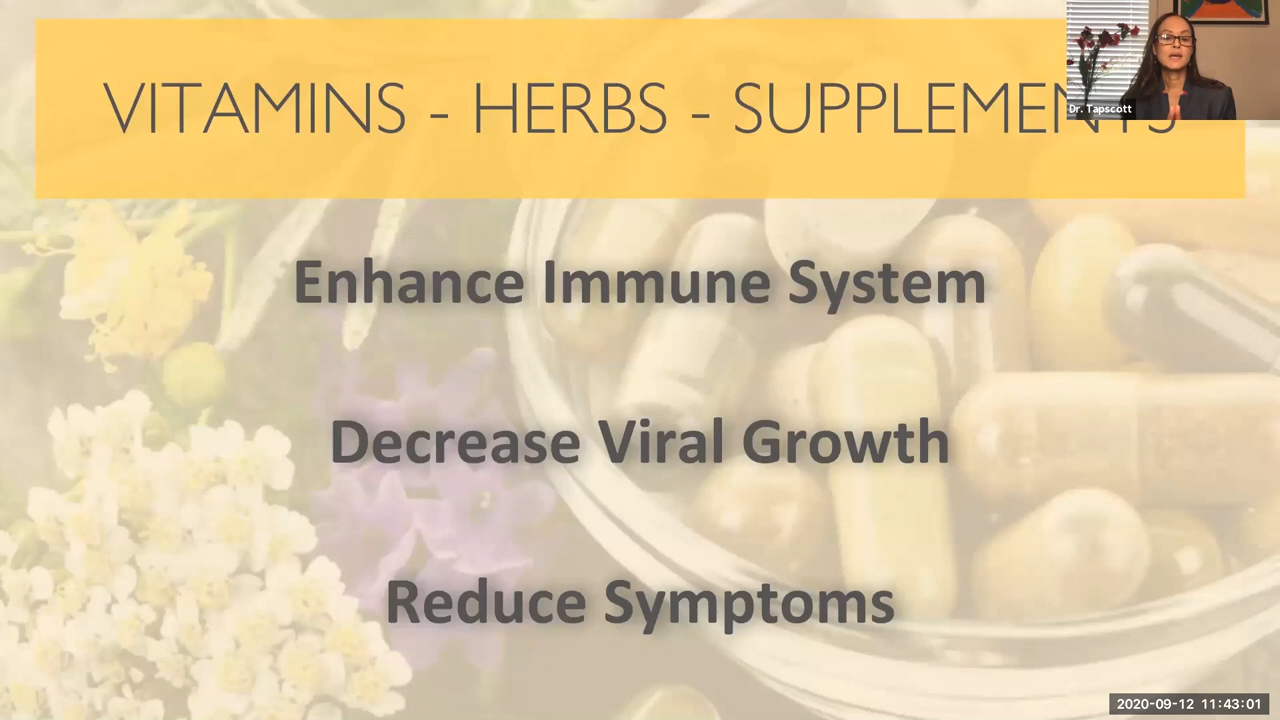 VITAMINS - HERBS - SUPPLEMENTS
Dr. Tapscott
Enhance Immune System
Decrease Viral Growth
Reduce Symptoms
2020-09-12 11:43:01